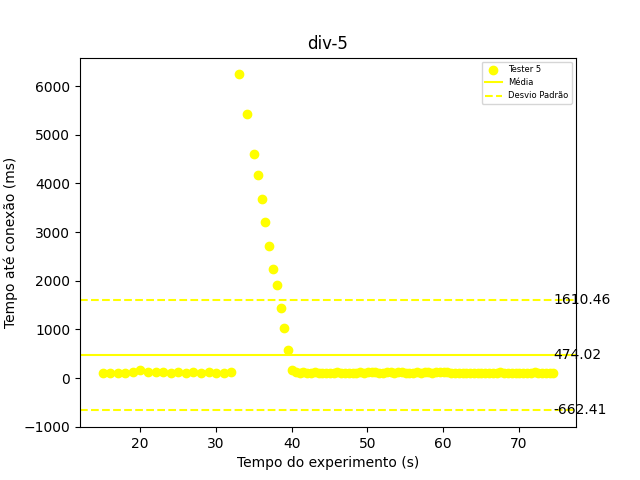 div-5
Tester 5
Média
Desvio Padrão
6000
5000
4000
3000
2000
1000
0
−1000
Tempo até conexão (ms)
1610.46
474.02
-662.41
20 30 40 50 60 70
Tempo do experimento (s)